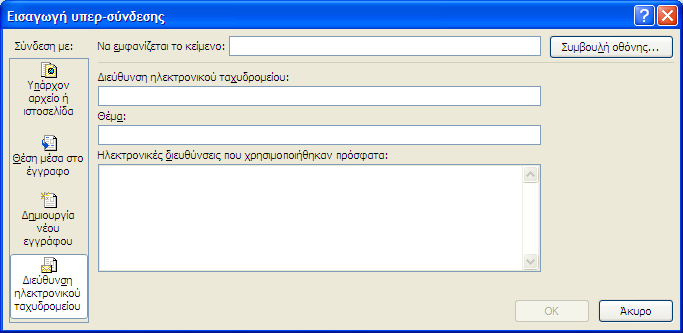 Εισαγωγή υπερ-σύνδεσης
Σύνδεση με:
Να εμφανίζεται το κείμενο:
Συμβουλή οθόνης...
Υπάρχον
αρχείο ή
ιστοσελίδα
Θέση μέσα στο
έγγραφο
Δημιουργία
νέου
εγγράφου
Διεύθυνση
ηλεκτρονικού
ταχυδρομείου
Διεύθυνση ηλεκτρονικού ταχυδρομείου:
Θέμα:
Ηλεκτρονικές διευθύνσεις που χρησιμοποιήθηκαν πρόσφατα:
OK
Άκυρο